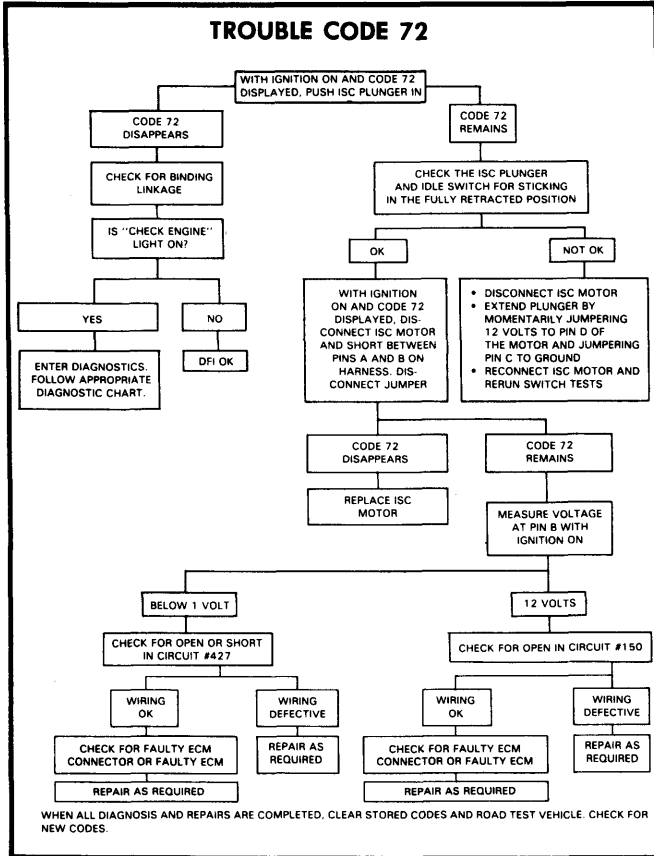 TROUBLE CODE 72
WITH IGNITION ON AND CODE 72
DISPLAYED, PUSH ISC PLUNGER IN
CODE 72
DISAPPEARS
CODE 72
REMAINS
CHECK FOR BINDING
LINKAGE
CHECK THE ISC PLUNGER
AND IDLE SWITCH FOR STICKING
IN THE FULLY RETRACTED POSITION
IS "CHECK ENGINE"
LIGHT ON?
OK
NOT OK
YES
NO
WITH IGNITION
ON AND CODE 72
DISPLAYED, DIS-
CONNECT ISC MOTOR
AND SHORT BETWEEN
PINS A AND B ON
HARNESS. DIS-
CONNECT JUMPER
• DISCONNECT ISC MOTOR
• EXTEND PLUNGER BY
MOMENTARILY JUMPERING
12 VOLTS TO PIN D OF
THE MOTOR AND JUMPERING
PIN C TO GROUND
• RECONNECT ISC MOTOR AND
RERUN SWITCH TESTS
ENTER DIAGNOSTICS.
FOLLOW APPROPRIATE
DIAGNOSTIC CHART.
DFI OK
CODE 72
DISAPPEARS
CODE 72
REMAINS
REPLACE ISC
MOTOR
MEASURE VOLTAGE
AT PIN B WITH
IGNITION ON
BELOW 1 VOLT
12 VOLTS
CHECK FOR OPEN OR SHORT
IN CIRCUIT #427
CHECK FOR OPEN IN CIRCUIT #150
WIRING
OK
WIRING
DEFECTIVE
WIRING
OK
WIRING
DEFECTIVE
CHECK FOR FAULTY ECM
CONNECTOR OR FAULTY ECM
REPAIR AS
REQUIRED
CHECK FOR FAULTY ECM
CONNECTOR OR FAULTY ECM
REPAIR AS
REQUIRED
REPAIR AS REQUIRED
REPAIR AS REQUIRED
WHEN ALL DIAGNOSIS AND REPAIRS ARE COMPLETED, CLEAR STORED CODES AND ROAD TEST VEHICLE. CHECK FOR
NEW CODES.